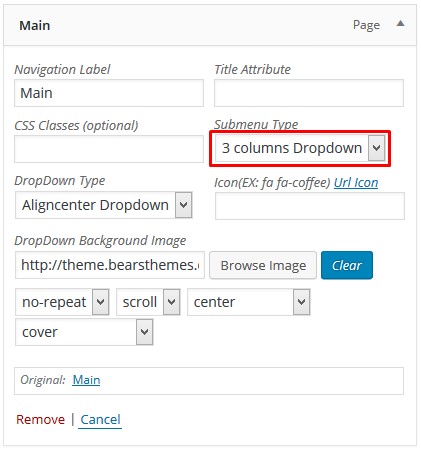 Main Page
Navigation Label Title Attribute
Main
CSS Classes (optional) Submenu Type
3 columns Dropdown
DropDown Type Icon(EX: fa fa-coffee) Url Icon
Aligncenter Dropdown
DropDown Background Image
http://theme.bearsthemes. Browse Image Clear
no-repeat scroll center
cover
Original: Main
Remove | Cancel